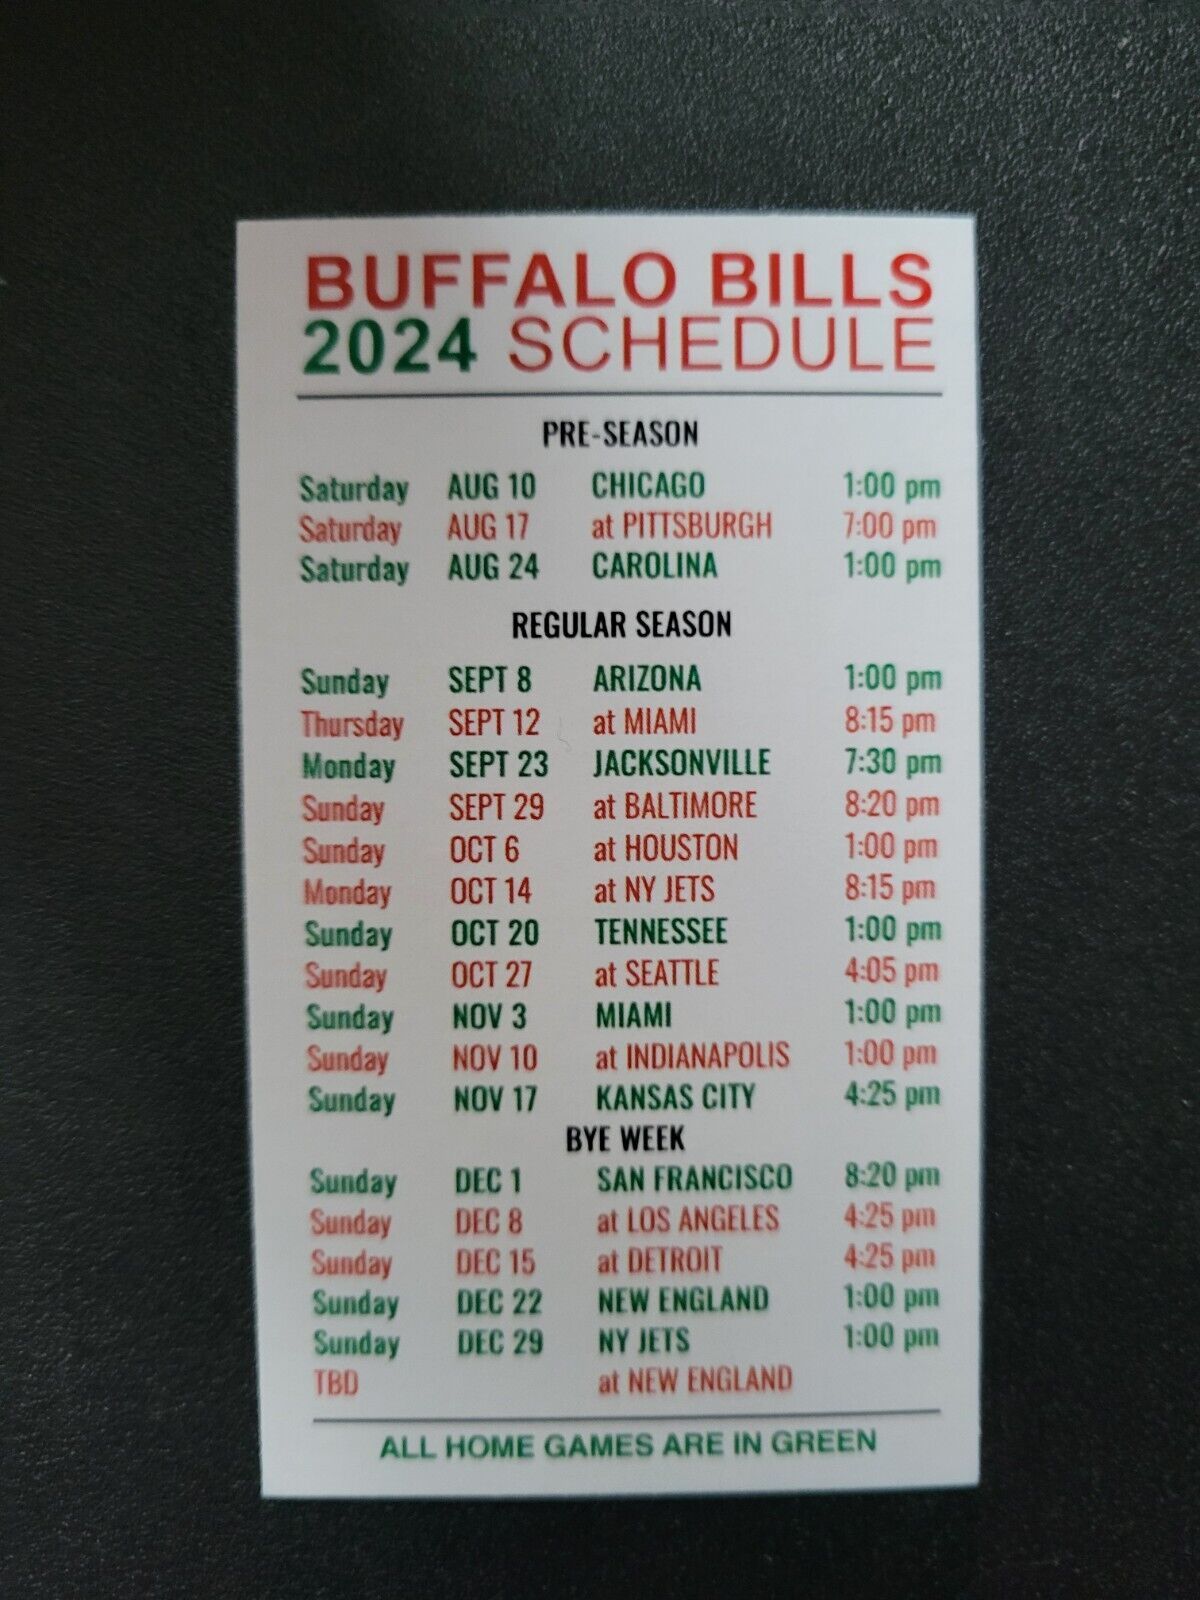 BUFFALO BILLS
2024 SCHEDULE
PRE-SEASON
Saturday AUG 10 CHICAGO 1:00 pm
Saturday AUG 17 at PITTSBURGH 7:00 pm
Saturday AUG 24 CAROLINA 1:00 pm
REGULAR SEASON
Sunday SEPT 8 ARIZONA 1:00 pm
Thursday SEPT 12 at MIAMI 8:15 pm
Monday SEPT 23 JACKSONVILLE 7:30 pm
Sunday SEPT 29 at BALTIMORE 8:20 pm
Sunday OCT 6 at HOUSTON 1:00 pm
Monday OCT 14 at NY JETS 8:15 pm
Sunday OCT 20 TENNESSEE 1:00 pm
Sunday OCT 27 at SEATTLE 4:05 pm
Sunday NOV 3 MIAMI 1:00 pm
Sunday NOV 10 at INDIANAPOLIS 1:00 pm
Sunday NOV 17 KANSAS CITY 4:25 pm
BYE WEEK
Sunday DEC 1 SAN FRANCISCO 8:20 pm
Sunday DEC 8 at LOS ANGELES 4:25 pm
Sunday DEC 15 at DETROIT 4:25 pm
Sunday DEC 22 NEW ENGLAND 1:00 pm
Sunday DEC 29 NY JETS 1:00 pm
TBD at NEW ENGLAND
ALL HOME GAMES ARE IN GREEN